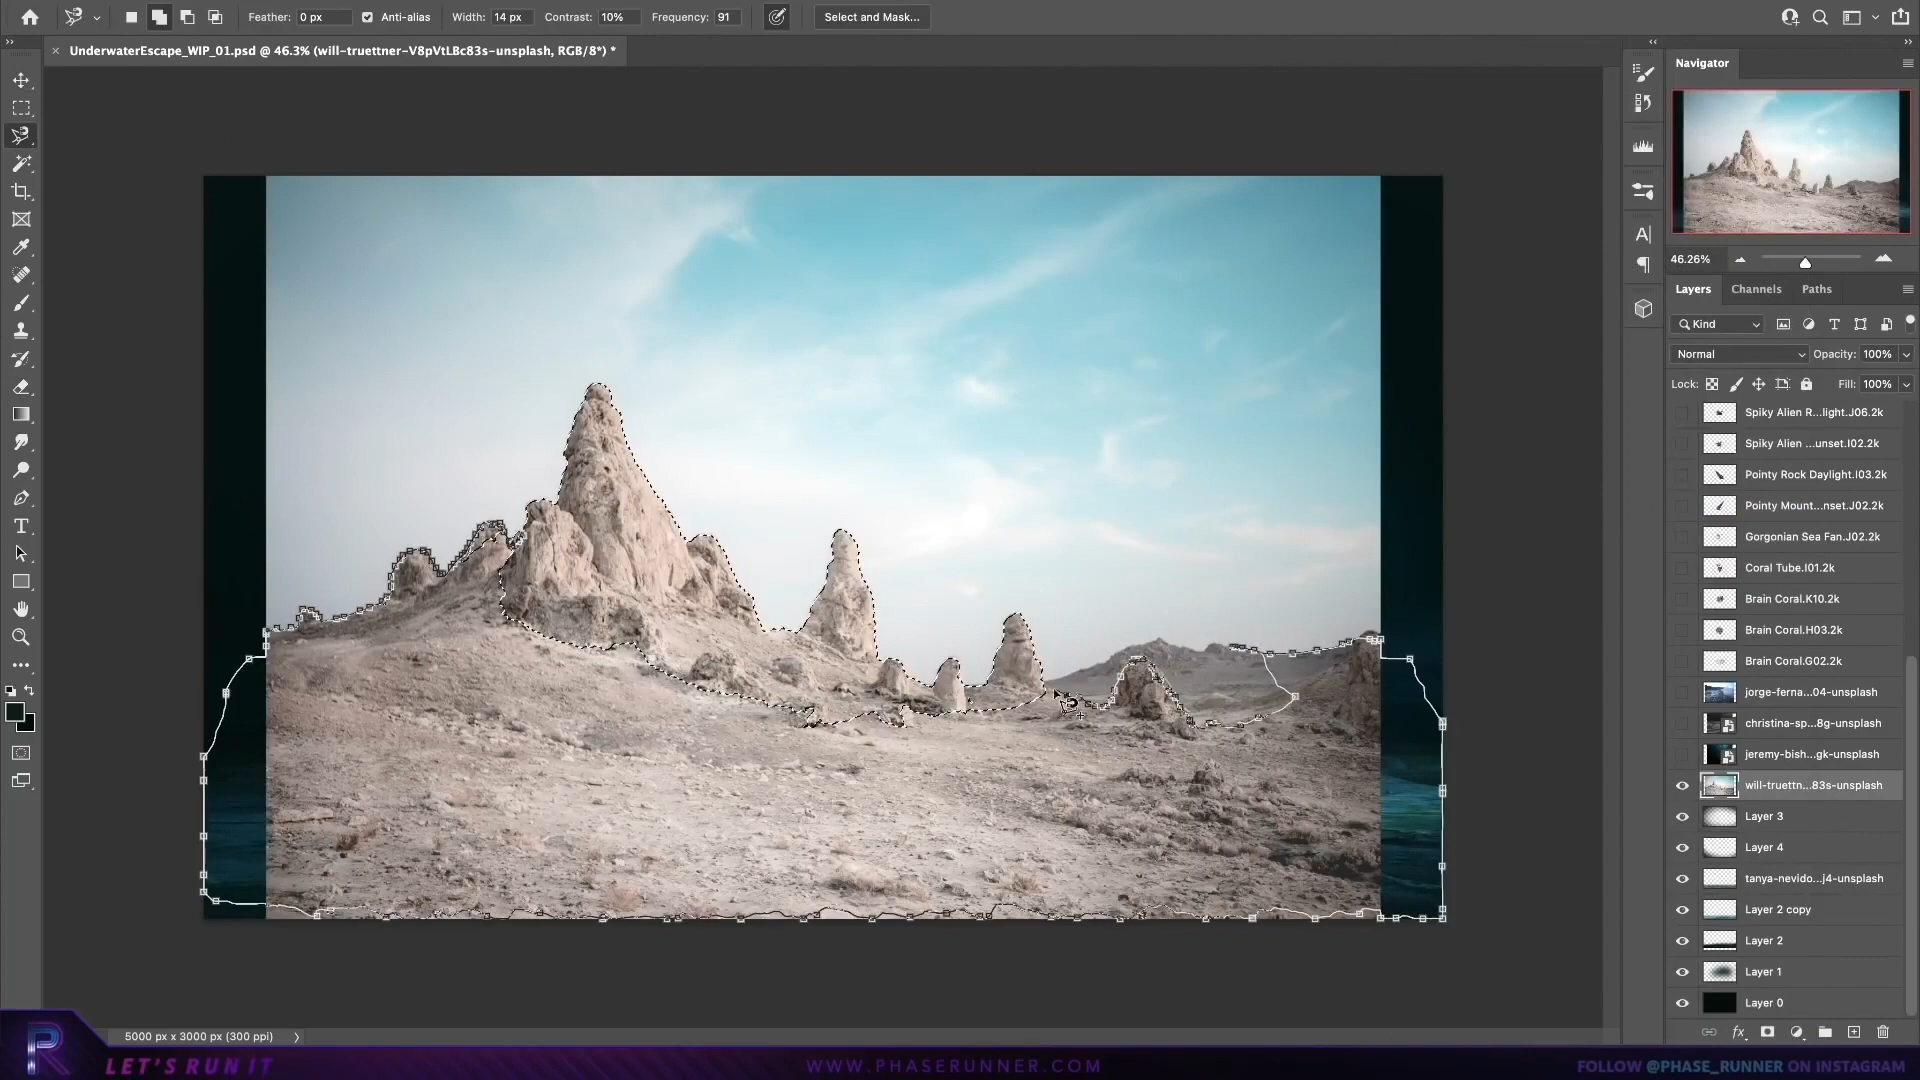 Feather: 0 px Anti-alias Width: 14 px Contrast: 10% Frequency: 91 Select and Mask...
UnderwaterEscape_WIP_01.psd @ 46.3% (will-truettner-V8pVtLBc83s-unsplash, RGB/8*) *
Navigator
46.26%
Layers Channels Paths
Kind
Normal Opacity: 100%
Lock: Fill: 100%
Spiky Alien R...light.J06.2k
Spiky Alien ...unset.I02.2k
Pointy Rock Daylight.I03.2k
Pointy Mount...nset.J02.2k
Gorgonian Sea Fan.J02.2k
Coral Tube.I01.2k
Brain Coral.K10.2k
Brain Coral.H03.2k
Brain Coral.G02.2k
jorge-ferna...04-unsplash
christina-sp...8g-unsplash
jeremy-bish...gk-unsplash
will-truettn...83s-unsplash
Layer 3
Layer 4
tanya-nevido...j4-unsplash
Layer 2 copy
Layer 2
Layer 1
Layer 0
5000 px x 3000 px (300 ppi)
LET'S RUN IT
WWW.PHASERUNNER.COM
FOLLOW @PHASE_RUNNER ON INSTAGRAM